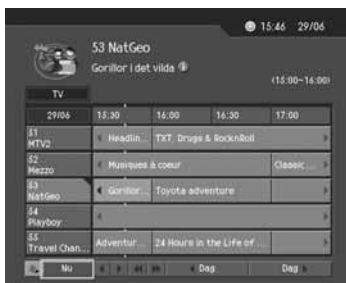 15:46 29/06
53 NatGeo
Gorillor i det vilda
(15:00-16:00)
TV
29/06 15:30 16:00 16:30 17:00
51 MTV2 Headlin... TXT, Drugs & RocknRoll
52 Mezzo Musiques à coeur Classic ...
53 NatGeo Gorillor... Toyota adventure
54 Playboy
55 Travel Chan... Adventur... 24 Hours in the Life of ...
Nu Dag Dag